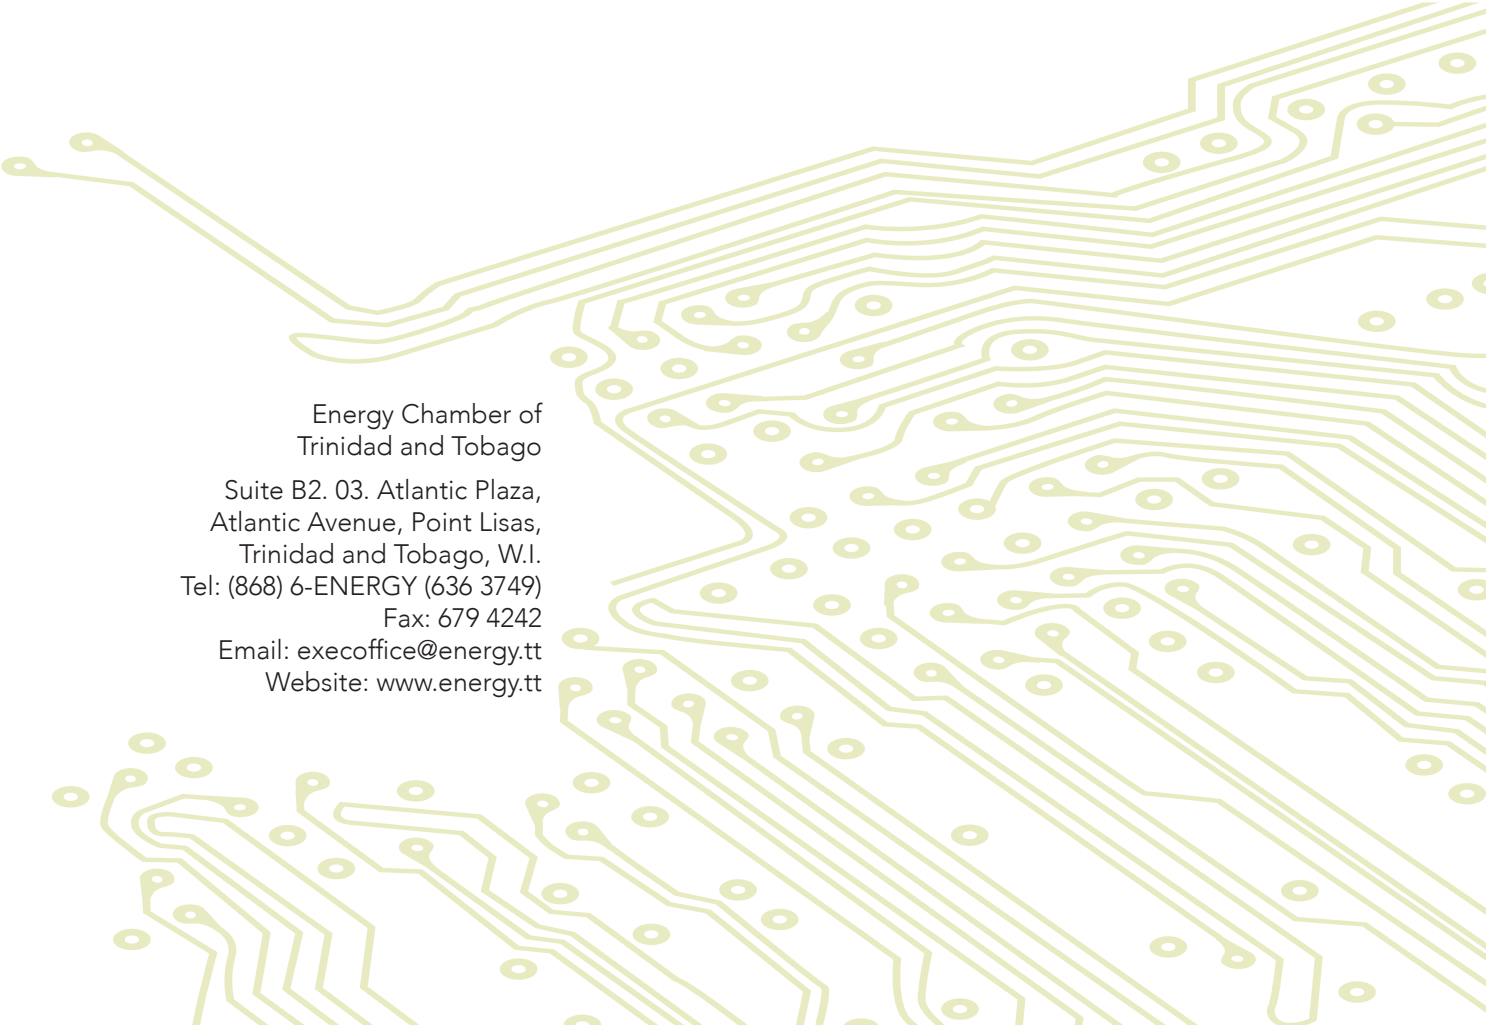 Energy Chamber of
Trinidad and Tobago
Suite B2. 03. Atlantic Plaza,
Atlantic Avenue, Point Lisas,
Trinidad and Tobago, W.I.
Tel: (868) 6-ENERGY (636 3749)
Fax: 679 4242
Email: execoffice@energy.tt
Website: www.energy.tt